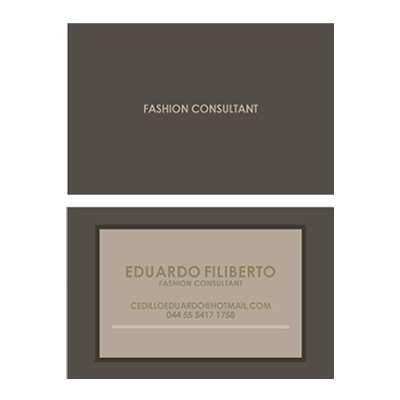 FASHION CONSULTANT
EDUARDO FILIBERTO
FASHION CONSULTANT
CEDILLOEDUARDO@HOTMAIL.COM
044 55 5417 1758